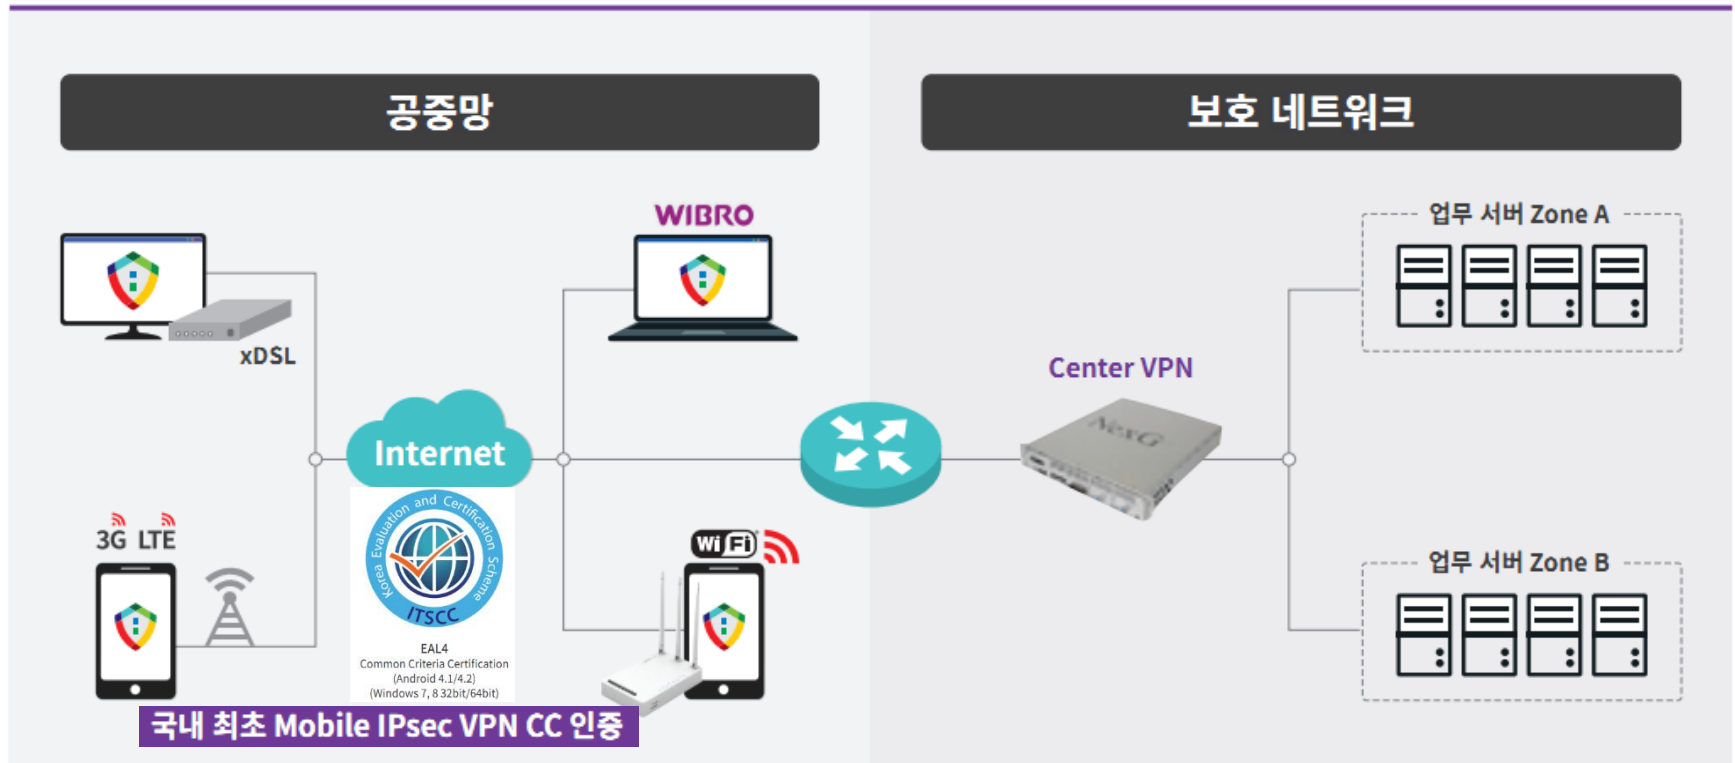 공중망
보호 네트워크
WIBRO
xDSL
업무 서버 Zone A
Center VPN
NexG
Internet
Korea Evaluation and Certification Scheme
ITSCC
3G LTE
Wi Fi
업무 서버 Zone B
EAL4
Common Criteria Certification
(Android 4.1/4.2)
(Windows 7, 8 32bit/64bit)
국내 최초 Mobile IPsec VPN CC 인증